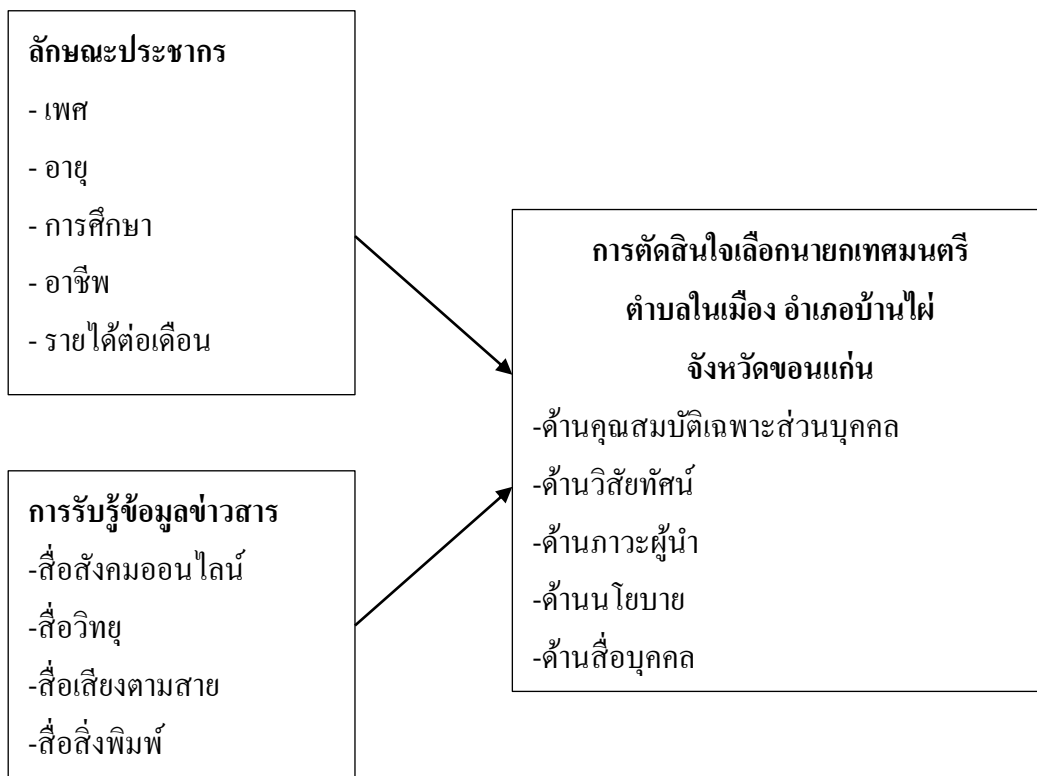 ลักษณะประชากร
- เพศ
- อายุ
- การศึกษา
- อาชีพ
- รายได้ต่อเดือน
การรับรู้ข้อมูลข่าวสาร
-สื่อสังคมออนไลน์
-สื่อวิทยุ
-สื่อเสียงตามสาย
-สื่อสิ่งพิมพ์
การตัดสินใจเลือกนายกเทศมนตรี
ตำบลในเมือง อำเภอบ้านไผ่
จังหวัดขอนแก่น
-ด้านคุณสมบัติเฉพาะส่วนบุคคล
-ด้านวิสัยทัศน์
-ด้านภาวะผู้นำ
-ด้านนโยบาย
-ด้านสื่อบุคคล